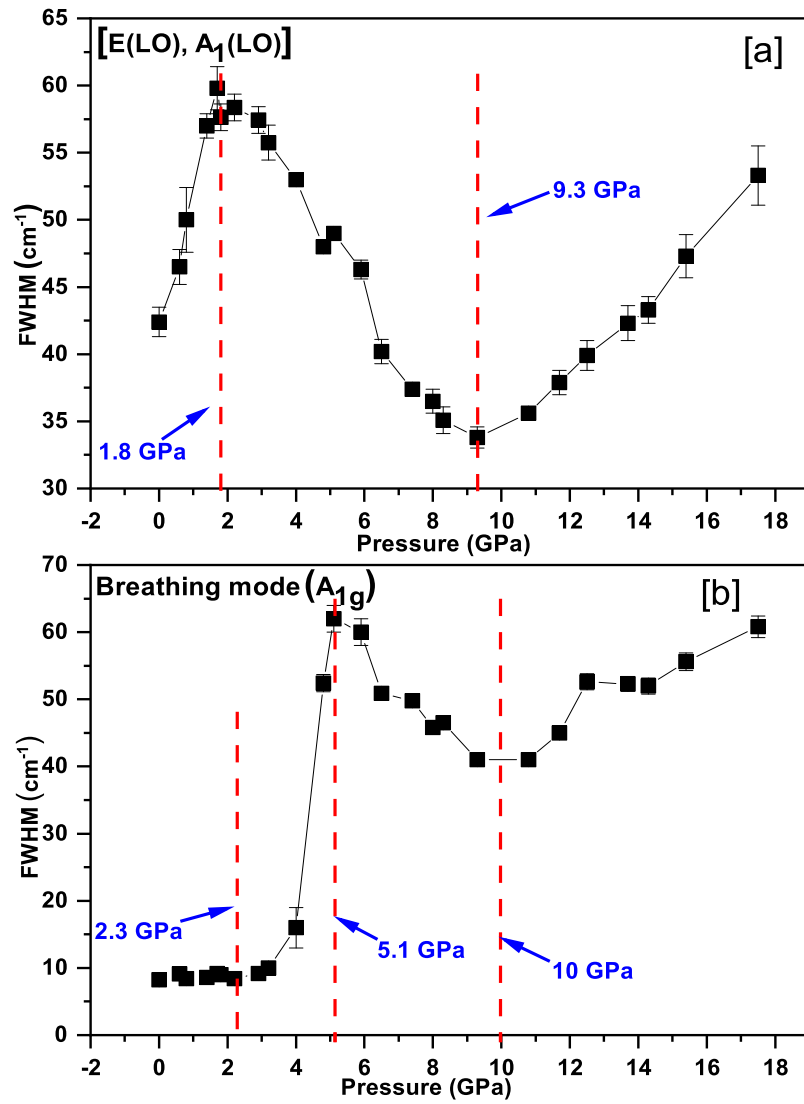 [E(LO), A₁(LO)]
[a]
65
60
55
50
45
40
35
30
FWHM (cm⁻¹)
9.3 GPa
1.8 GPa
-2 0 2 4 6 8 10 12 14 16 18
Pressure (GPa)
Breathing mode (A₁g)
[b]
70
60
50
40
30
20
10
0
FWHM (cm⁻¹)
2.3 GPa
5.1 GPa
10 GPa
-2 0 2 4 6 8 10 12 14 16 18
Pressure (GPa)